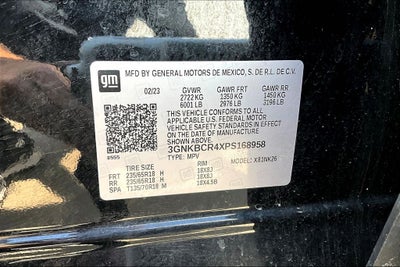 gm
MFD BY GENERAL MOTORS DE MEXICO, S. DE R.L. DE C.V.
02/23 GVWR GAWR FRT GAWR RR
2722 KG 1350 KG 1450 KG
6001 LB 2976 LB 3196 LB
THIS VEHICLE CONFORMS TO ALL
APPLICABLE U.S. FEDERAL MOTOR
VEHICLE SAFETY STANDARDS IN EFFECT
ON THE DATE OF MANUFACTURE
SHOWN ABOVE.
3GNKBCR4XPS168958
TYPE: MPV MODEL: X83NK26
TIRE SIZE RIM
FRT 235/65R18 H 18X8J
RR 235/65R18 H 18X8J
SPA T135/70R18 M 18X4.5B